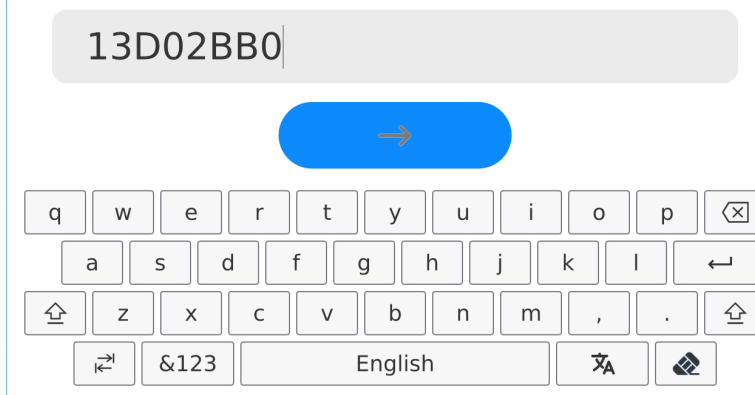 13D02BB0
q w e r t y u i o p
a s d f g h j k l
z x c v b n m , .
&123 English